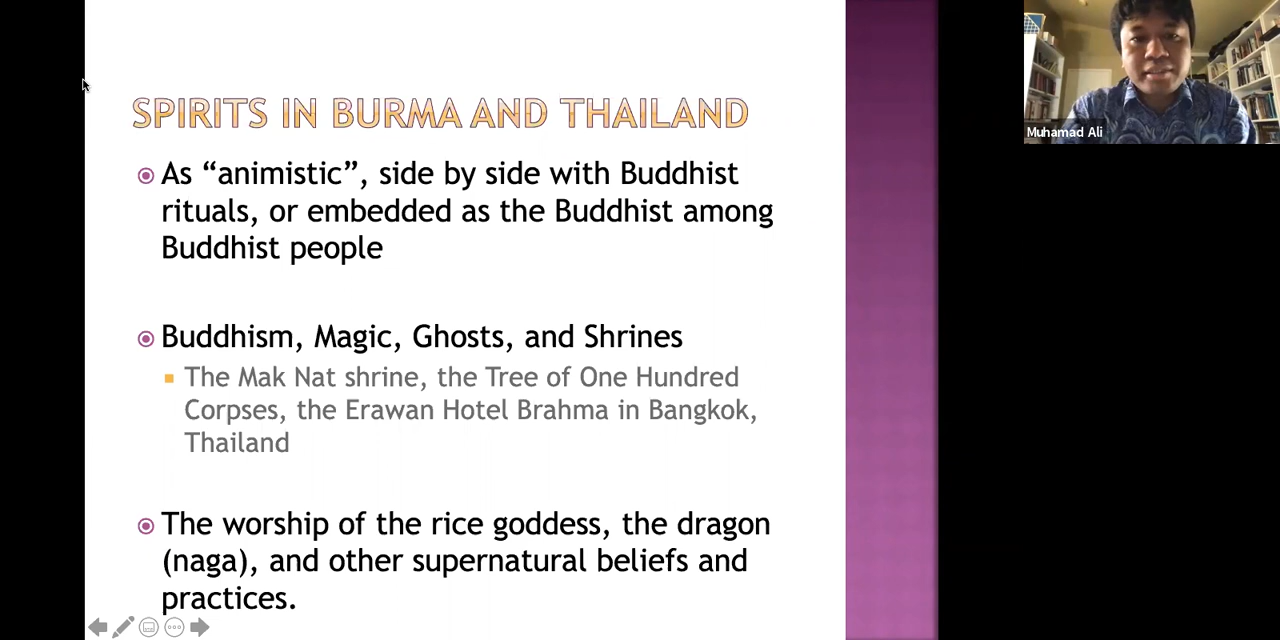 SPIRITS IN BURMA AND THAILAND
As “animistic”, side by side with Buddhist
rituals, or embedded as the Buddhist among
Buddhist people
Buddhism, Magic, Ghosts, and Shrines
The Mak Nat shrine, the Tree of One Hundred
Corpses, the Erawan Hotel Brahma in Bangkok,
Thailand
The worship of the rice goddess, the dragon
(naga), and other supernatural beliefs and
practices.
Muhamad Ali